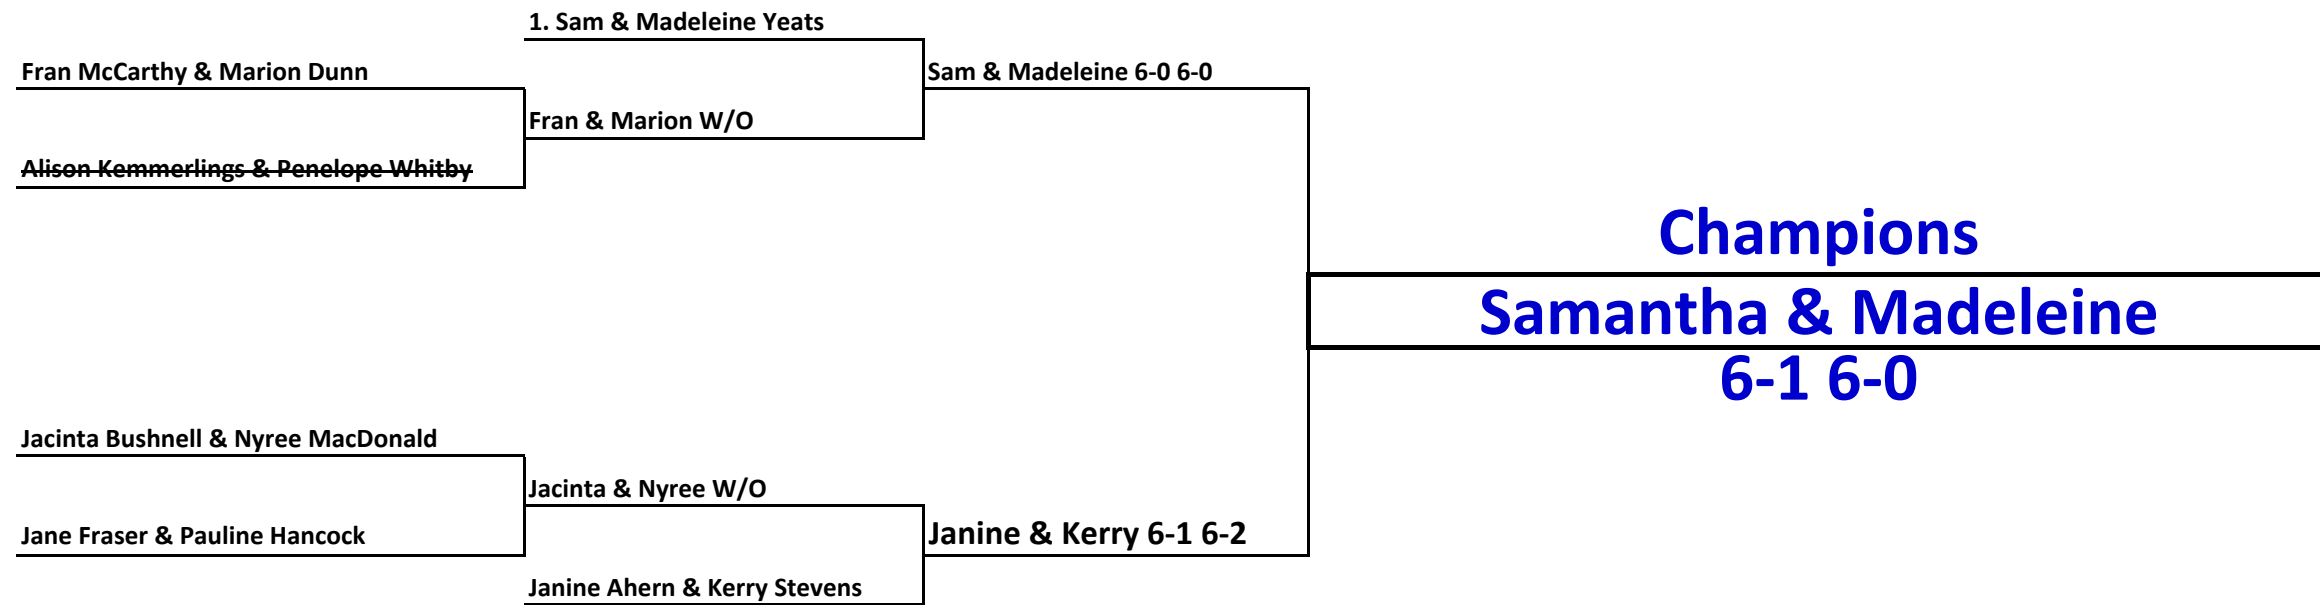 1. Sam & Madeleine Yeats
Fran McCarthy & Marion Dunn
Sam & Madeleine 6-0 6-0
Fran & Marion W/O
Alison Kemmerlings & Penelope Whitby
Champions
Samantha & Madeleine
6-1 6-0
Jacinta Bushnell & Nyree MacDonald
Jacinta & Nyree W/O
Jane Fraser & Pauline Hancock
Janine & Kerry 6-1 6-2
Janine Ahern & Kerry Stevens